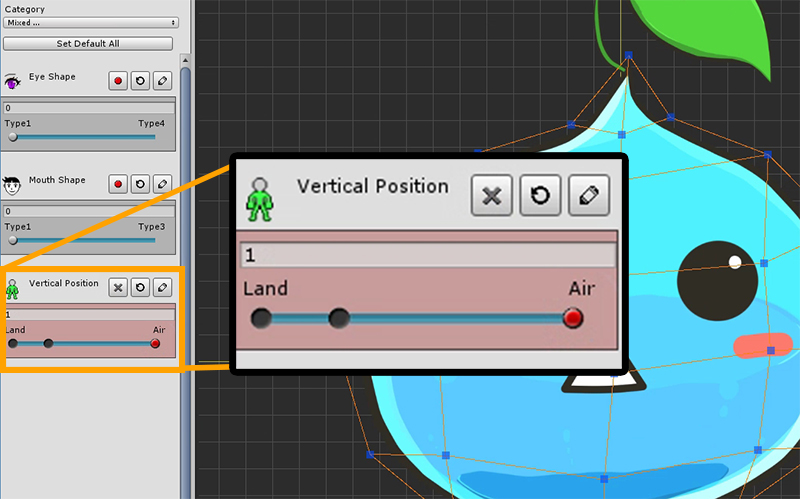 Category
Mixed ...
Set Default All
Eye Shape
0
Type1 Type4
Mouth Shape
0
Type1 Type3
Vertical Position
1
Land Air
Vertical Position
1
Land Air